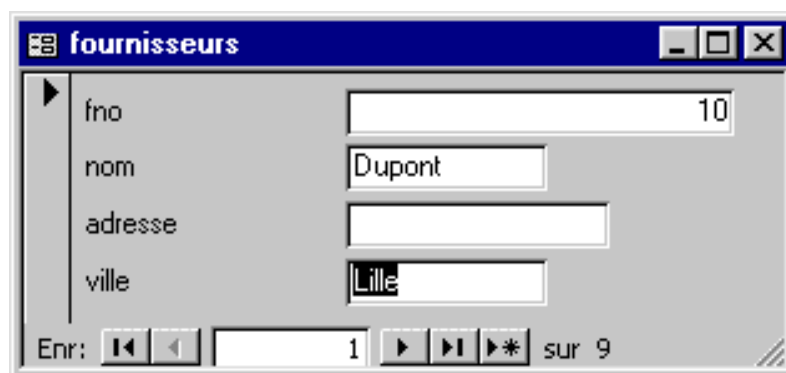 fournisseurs
fno 10
nom Dupont
adresse
ville Lille
Enr: 1 sur 9